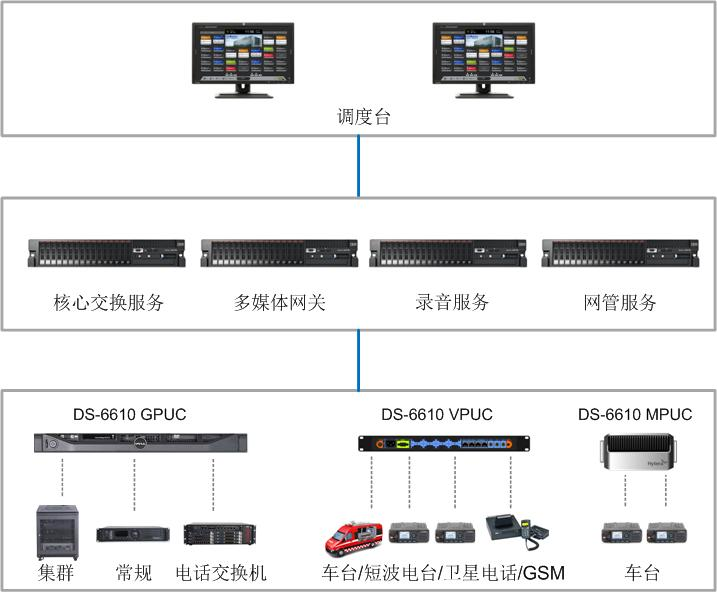 调度台
核心交换服务
多媒体网关
录音服务
网管服务
DS-6610 GPUC
DS-6610 VPUC
DS-6610 MPUC
DELL
Hytera
集群
常规
电话交换机
车台/短波电台/卫星电话/GSM
车台